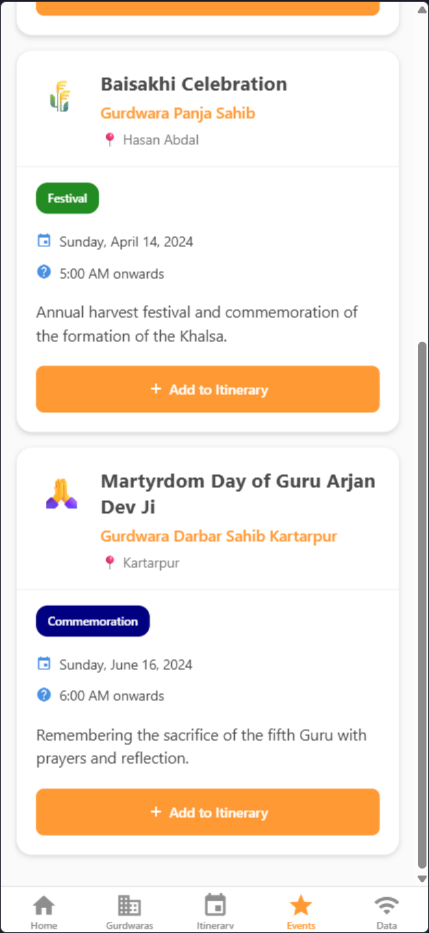 Baisakhi Celebration
Gurdwara Panja Sahib
Hasan Abdal
Festival
Sunday, April 14, 2024
5:00 AM onwards
Annual harvest festival and commemoration of
the formation of the Khalsa.
+ Add to Itinerary
Martyrdom Day of Guru Arjan
Dev Ji
Gurdwara Darbar Sahib Kartarpur
Kartarpur
Commemoration
Sunday, June 16, 2024
6:00 AM onwards
Remembering the sacrifice of the fifth Guru with
prayers and reflection.
+ Add to Itinerary
Home Gurdwaras Itinerary Events Data